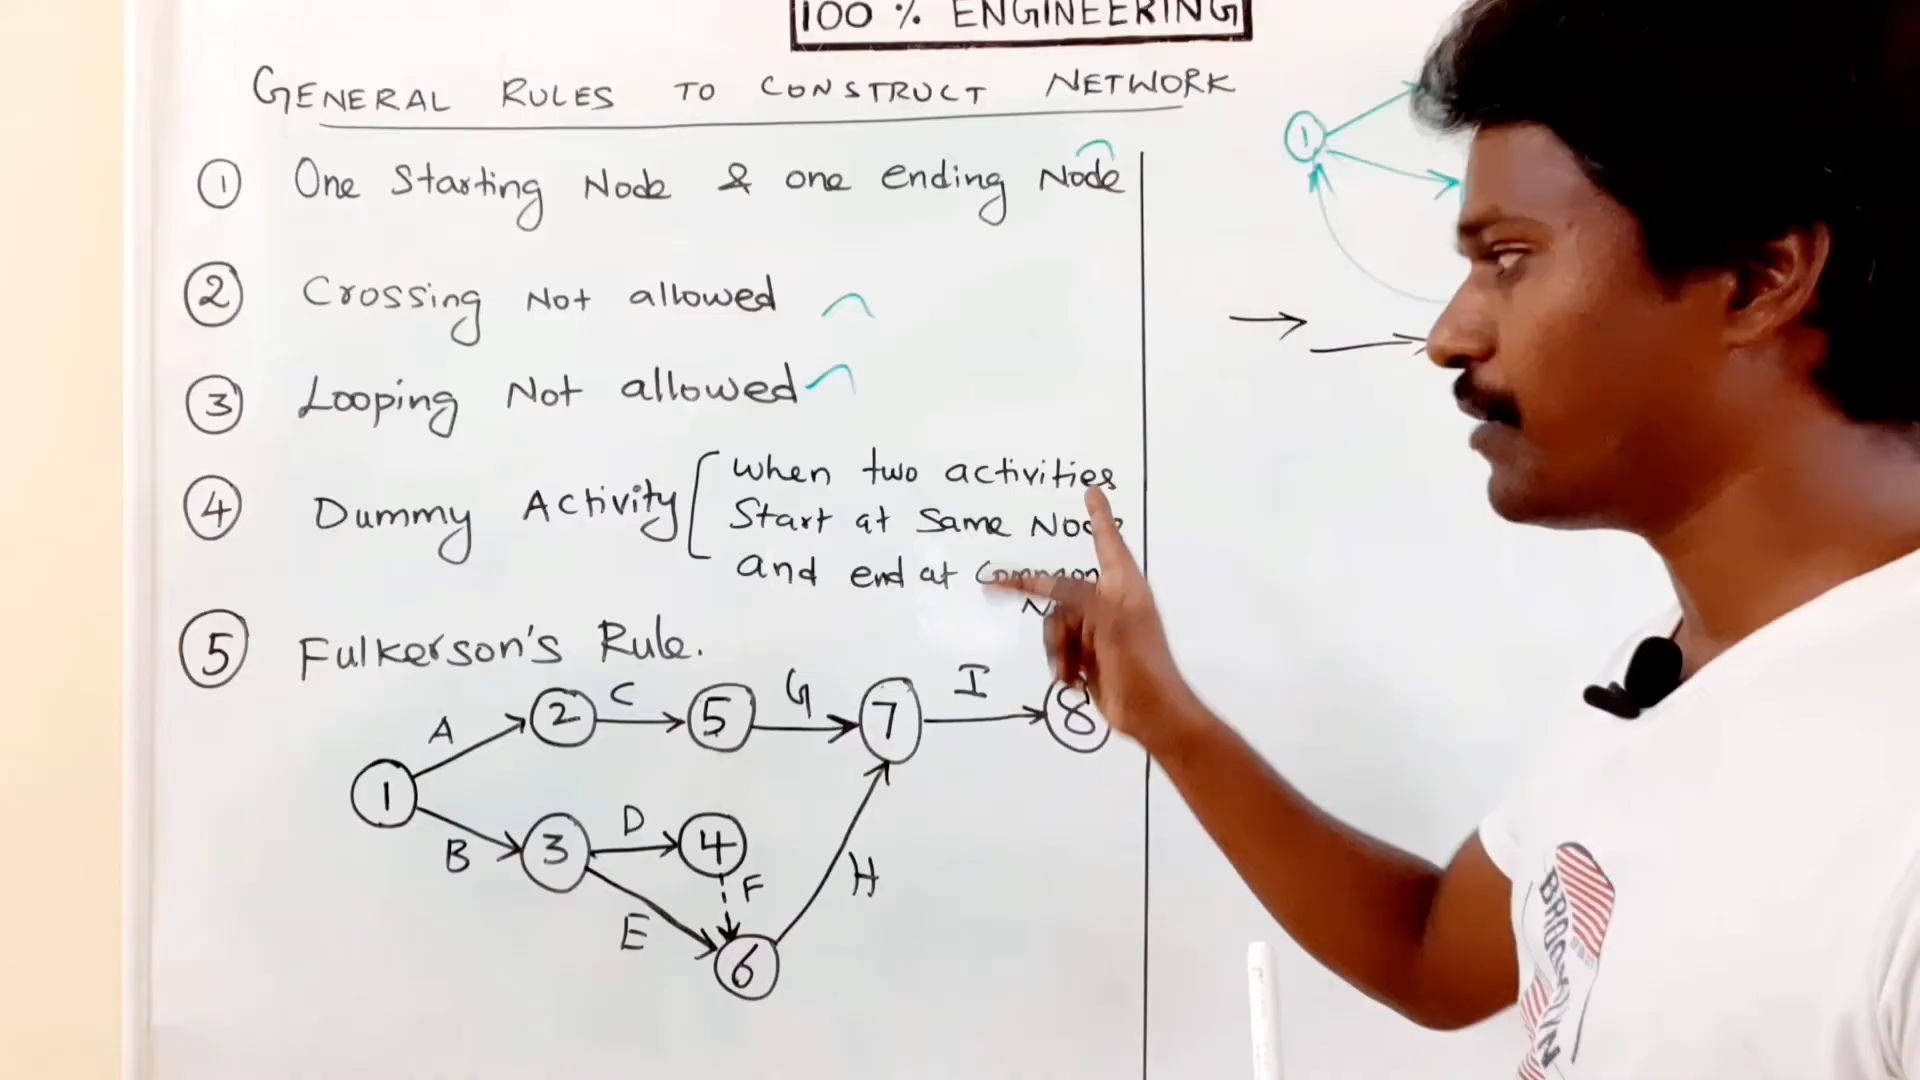 100 % ENGINEERING
GENERAL RULES TO CONSTRUCT NETWORK
1 One Starting Node & one ending Node
2 Crossing Not allowed
3 Looping Not allowed
4 Dummy Activity
When two activities
Start at Same
and end at Common
5 Fulkerson's Rule.
A 2 C 5 G 7 I 8
1
B 3 D 4 F
E 6 H
1
BROOKLYN